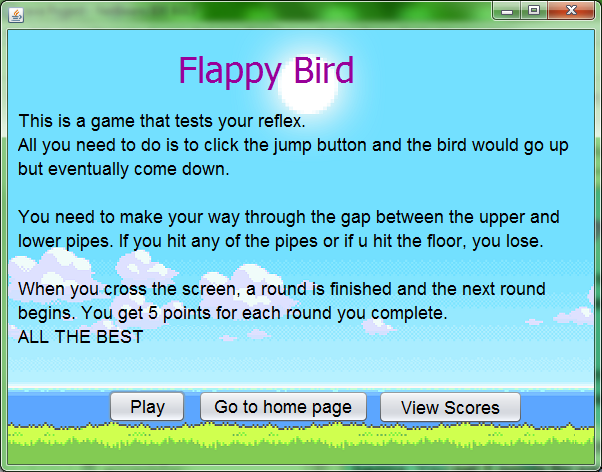 Flappy Bird
This is a game that tests your reflex.
All you need to do is to click the jump button and the bird would go up
but eventually come down.
You need to make your way through the gap between the upper and
lower pipes. If you hit any of the pipes or if u hit the floor, you lose.
When you cross the screen, a round is finished and the next round
begins. You get 5 points for each round you complete.
ALL THE BEST
Play
Go to home page
View Scores